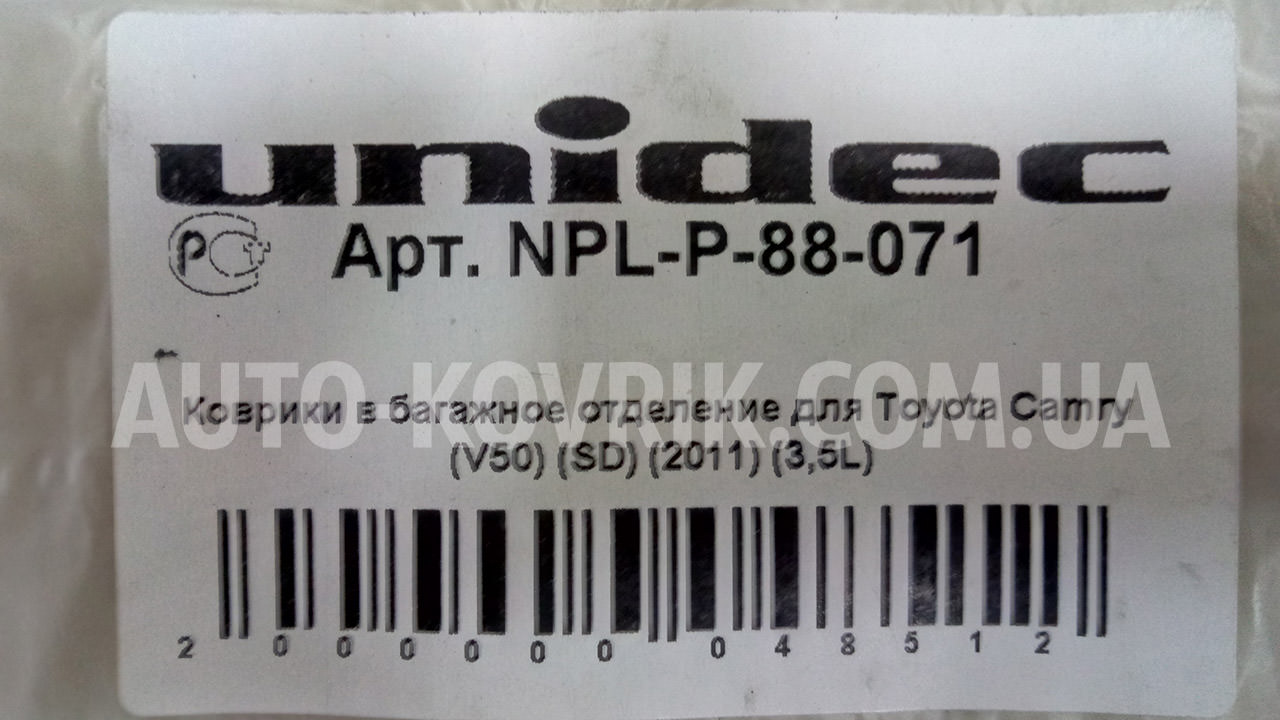 unidec
РСТ Арт. NPL-P-88-071
AUTO-KOVRIK.COM.UA
Коврики в багажное отделение для Toyota Camry
(V50) (SD) (2011) (3,5L)
2 000000 048512